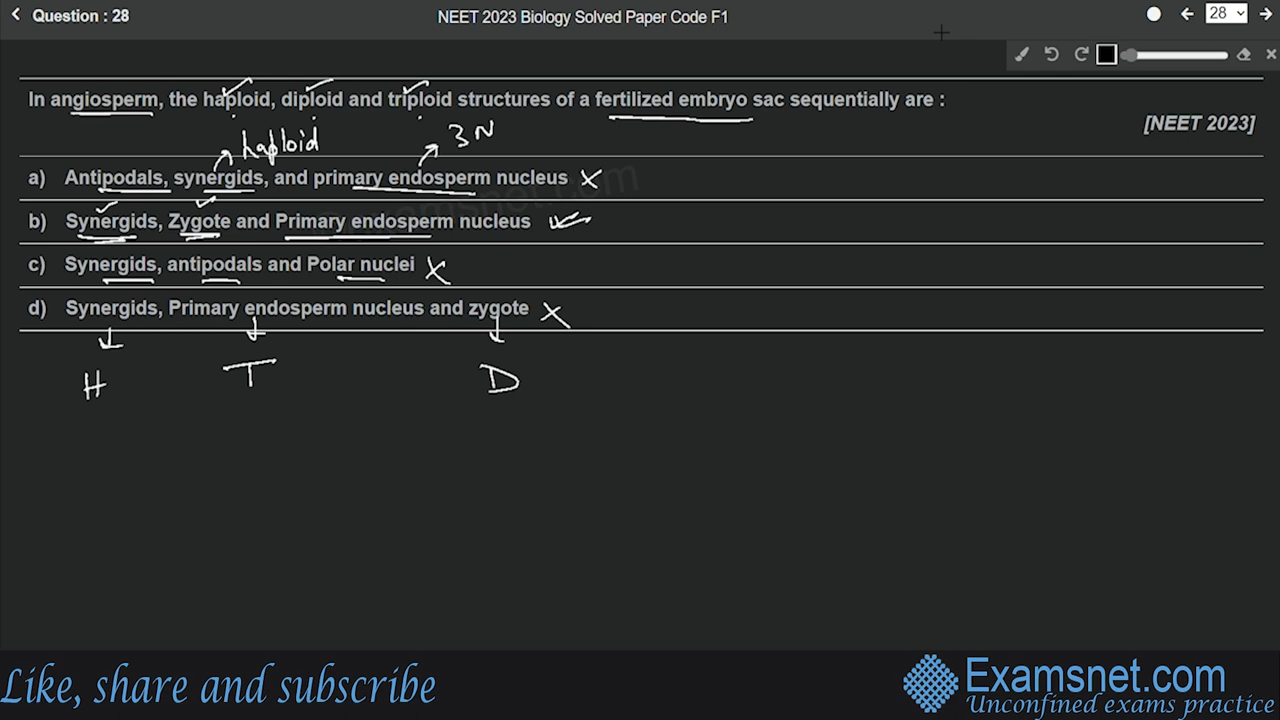 Question : 28
NEET 2023 Biology Solved Paper Code F1
28
In angiosperm, the haploid, diploid and triploid structures of a fertilized embryo sac sequentially are :
[NEET 2023]
haploid
3N
a) Antipodals, synergids, and primary endosperm nucleus
b) Synergids, Zygote and Primary endosperm nucleus
c) Synergids, antipodals and Polar nuclei
d) Synergids, Primary endosperm nucleus and zygote
H T D
Like, share and subscribe
Examsnet.com
Unconfined exams practice